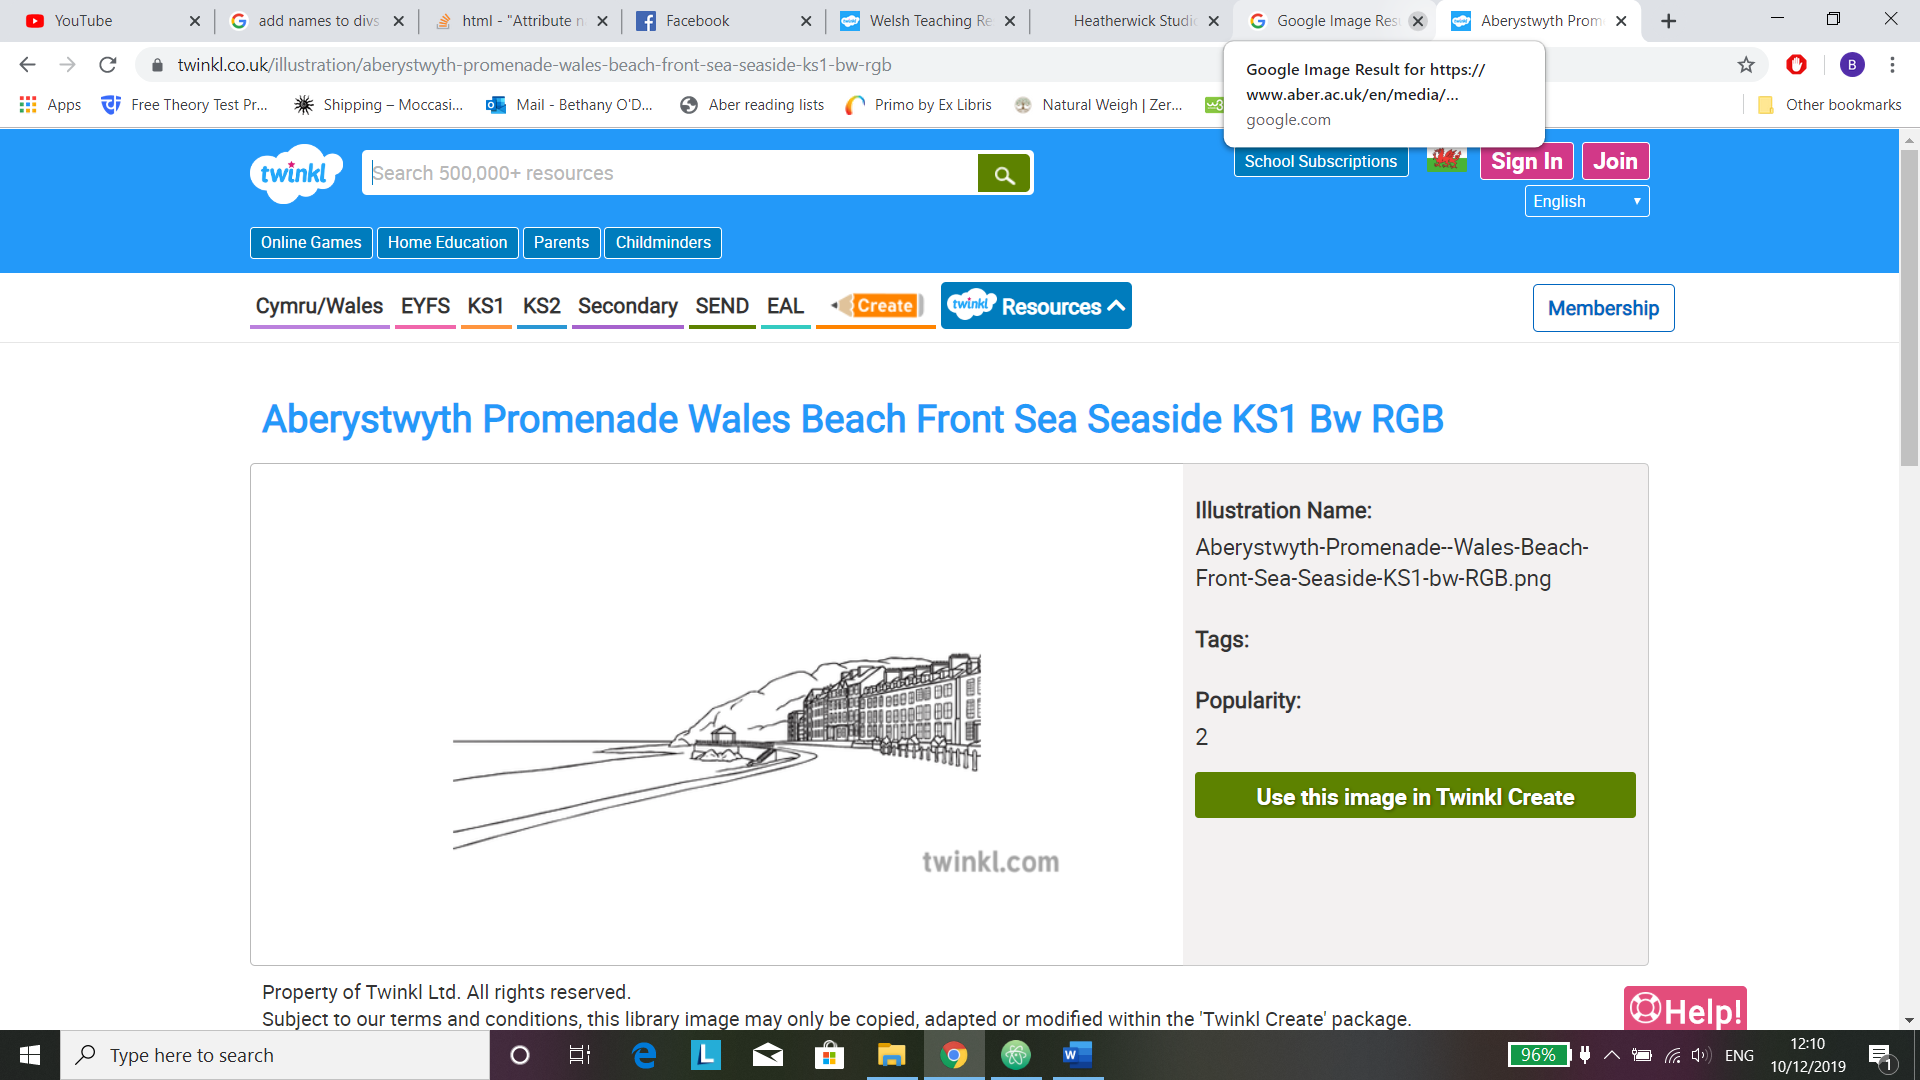 YouTube
add names to divs
html - "Attribute n
Facebook
Welsh Teaching Re
Heatherwick Studi
Google Image Res
Aberystwyth Prom
twinkl.co.uk/illustration/aberystwyth-promenade-wales-beach-front-sea-seaside-ks1-bw-rgb
B
Google Image Result for https://
www.aber.ac.uk/en/media/...
google.com
Apps
Free Theory Test Pr...
Shipping – Moccasi...
Mail - Bethany O'D...
Aber reading lists
Primo by Ex Libris
Natural Weigh | Zer...
Other bookmarks
twinkl
Search 500,000+ resources
School Subscriptions
Sign In
Join
English
Online Games
Home Education
Parents
Childminders
Cymru/Wales
EYFS
KS1
KS2
Secondary
SEND
EAL
Create
twinkl Resources
Membership
Aberystwyth Promenade Wales Beach Front Sea Seaside KS1 Bw RGB
Illustration Name:
Aberystwyth-Promenade--Wales-Beach-
Front-Sea-Seaside-KS1-bw-RGB.png
Tags:
Popularity:
2
Use this image in Twinkl Create
twinkl.com
Property of Twinkl Ltd. All rights reserved.
Subject to our terms and conditions, this library image may only be copied, adapted or modified within the 'Twinkl Create' package.
Help!
Type here to search
96%
ENG
12:10
10/12/2019
1